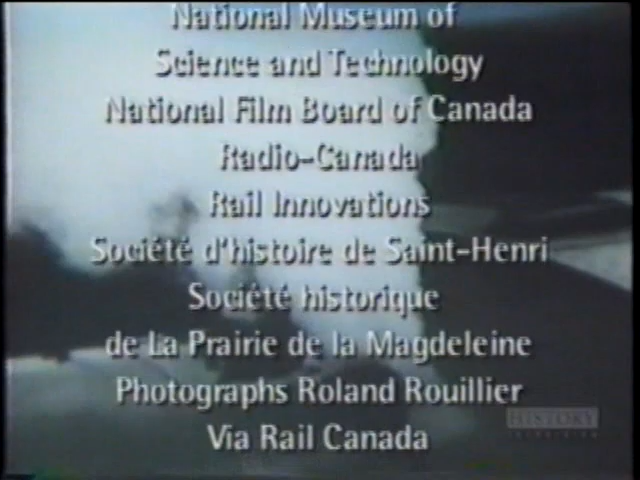 National Museum of
Science and Technology
National Film Board of Canada
Radio-Canada
Rail Innovations
Société d'histoire de Saint-Henri
Société historique
de La Prairie de la Magdeleine
Photographs Roland Rouillier
Via Rail Canada
HISTORY
TELEVISION